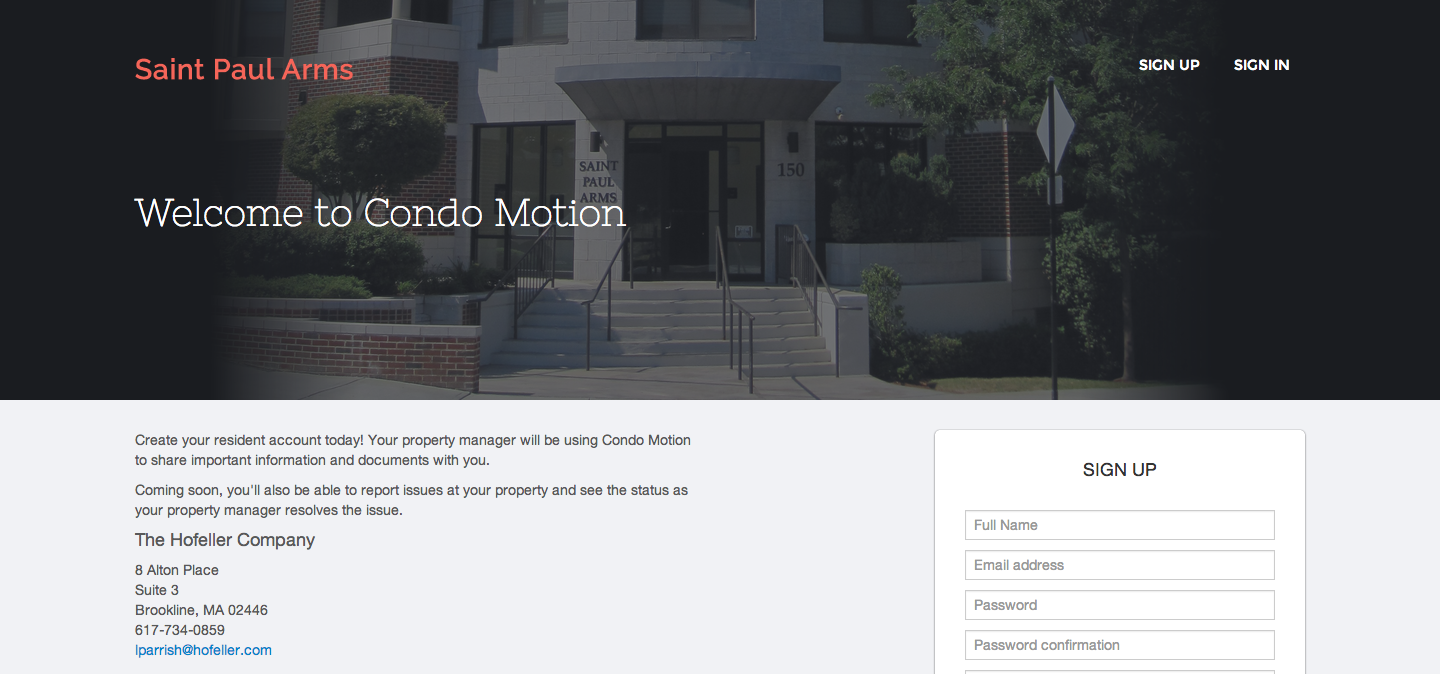 Saint Paul Arms
SIGN UP
SIGN IN
SAINT
PAUL
ARMS
150
Welcome to Condo Motion
Create your resident account today! Your property manager will be using Condo Motion
to share important information and documents with you.
Coming soon, you'll also be able to report issues at your property and see the status as
your property manager resolves the issue.
The Hofeller Company
8 Alton Place
Suite 3
Brookline, MA 02446
617-734-0859
lparrish@hofeller.com
SIGN UP
Full Name
Email address
Password
Password confirmation